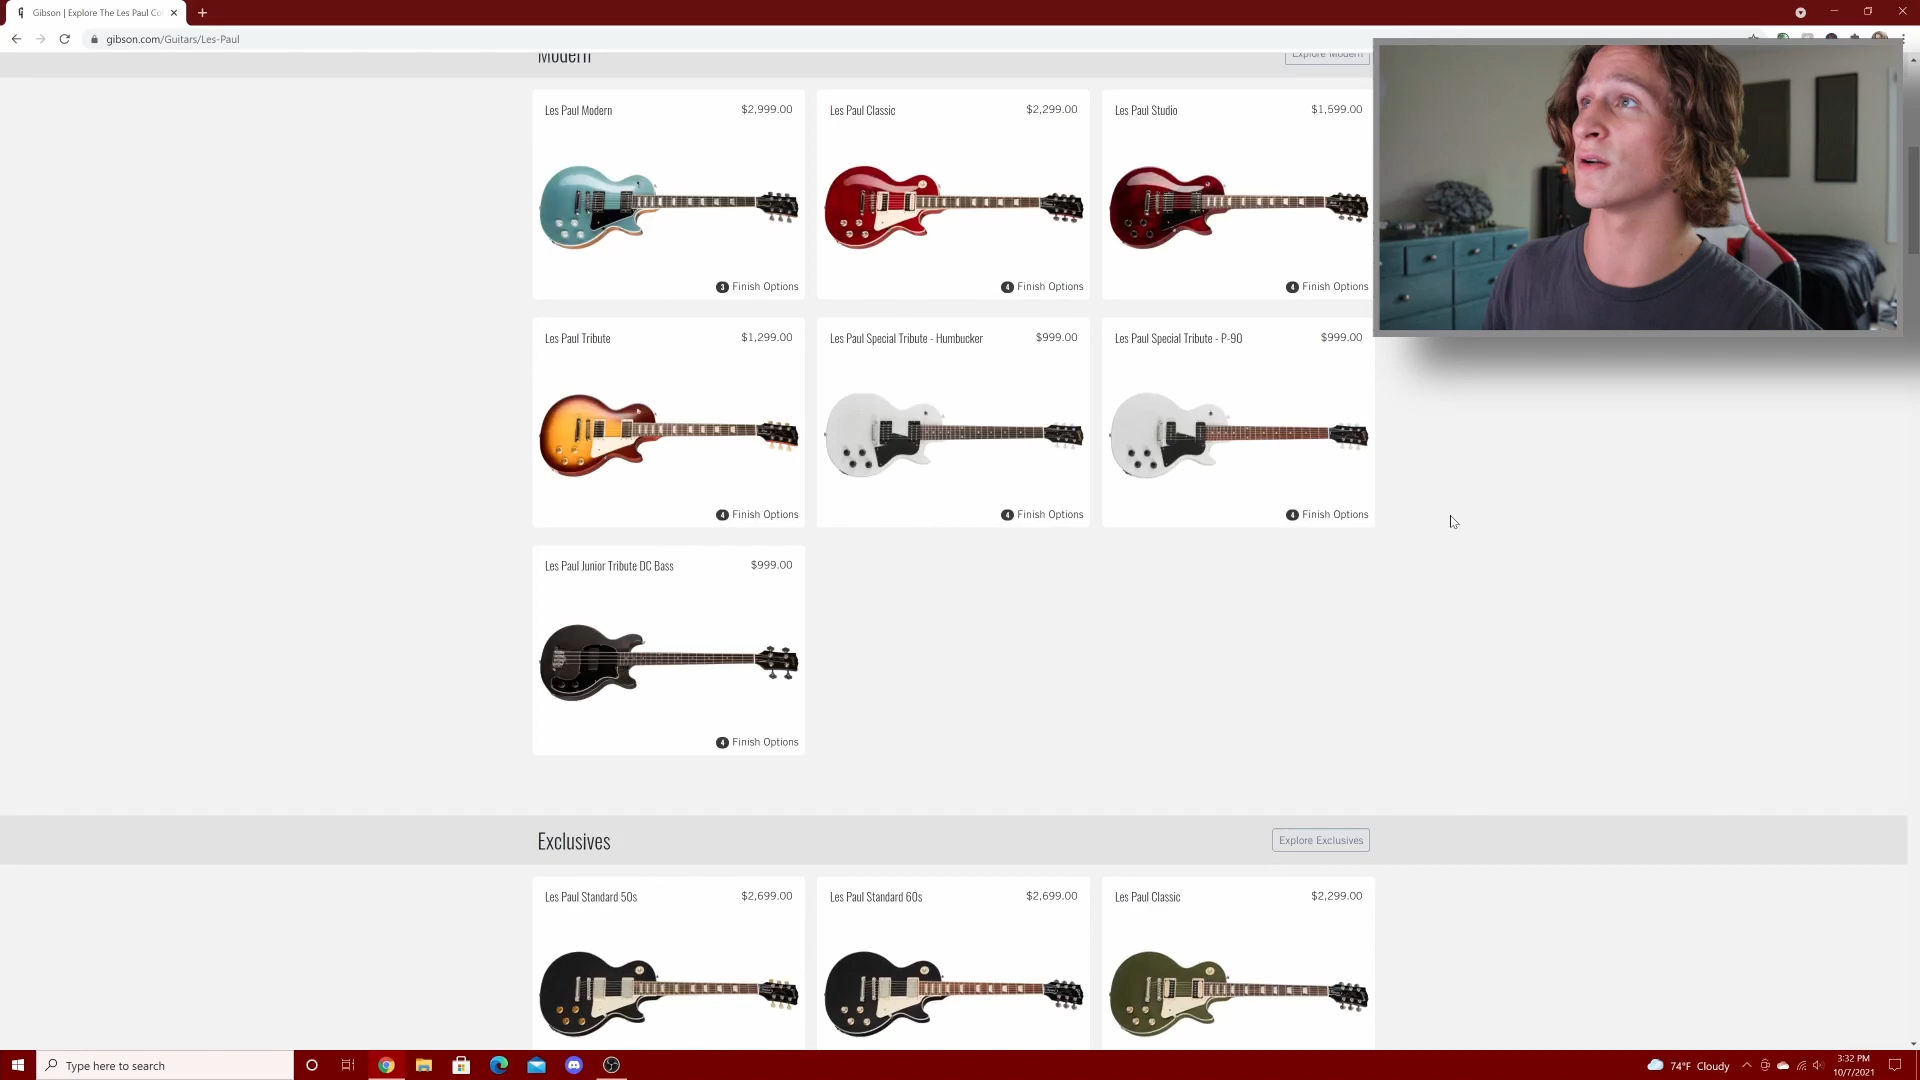 Gibson | Explore The Les Paul Co
gibson.com/Guitars/Les-Paul
Modern
Explore Modern
Les Paul Modern $2,999.00
Les Paul Classic $2,299.00
Les Paul Studio $1,599.00
3 Finish Options
4 Finish Options
4 Finish Options
Les Paul Tribute $1,299.00
Les Paul Special Tribute - Humbucker $999.00
Les Paul Special Tribute - P-90 $999.00
4 Finish Options
4 Finish Options
4 Finish Options
Les Paul Junior Tribute DC Bass $999.00
4 Finish Options
Exclusives
Explore Exclusives
Les Paul Standard 50s $2,699.00
Les Paul Standard 60s $2,699.00
Les Paul Classic $2,299.00
Type here to search
74°F Cloudy
3:32 PM
10/7/2021